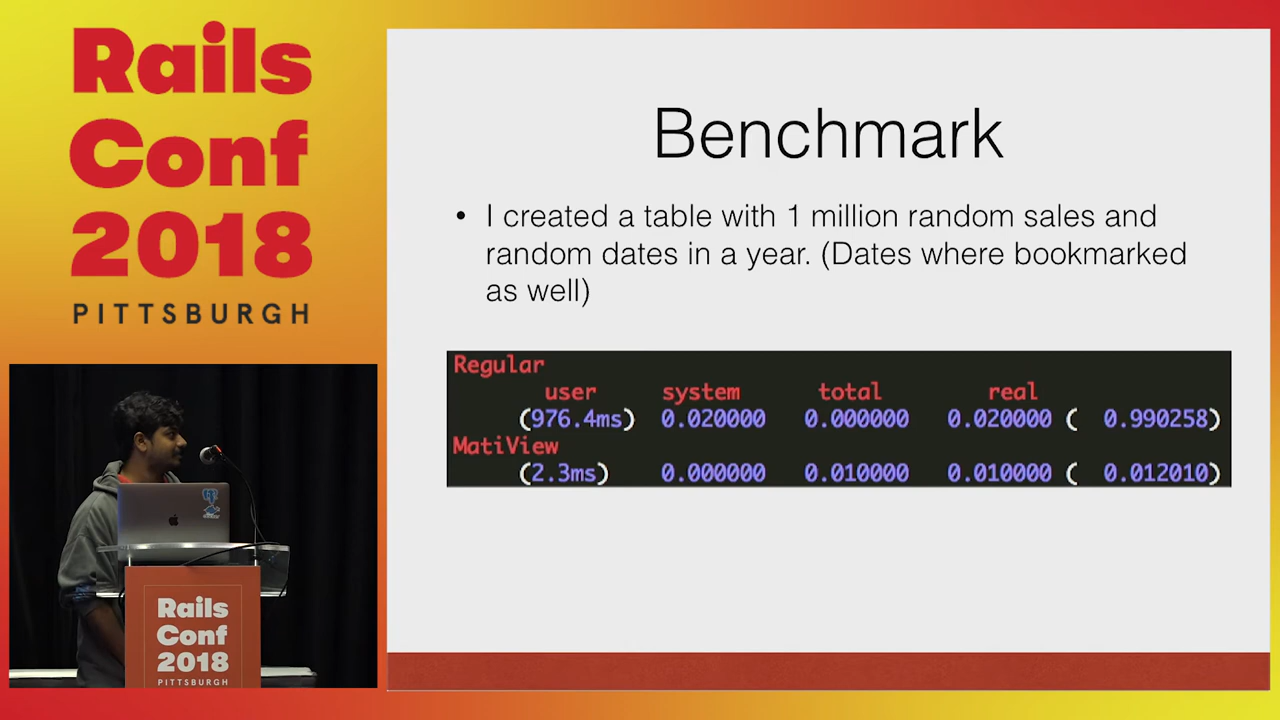 Rails
Conf
2018
PITTSBURGH
Benchmark
• I created a table with 1 million random sales and
random dates in a year. (Dates where bookmarked
as well)
Regular
user system total real
(976.4ms) 0.020000 0.000000 0.020000 ( 0.990258)
MatiView
(2.3ms) 0.000000 0.010000 0.010000 ( 0.012010)
Rails
Conf
2018
PITTSBURGH